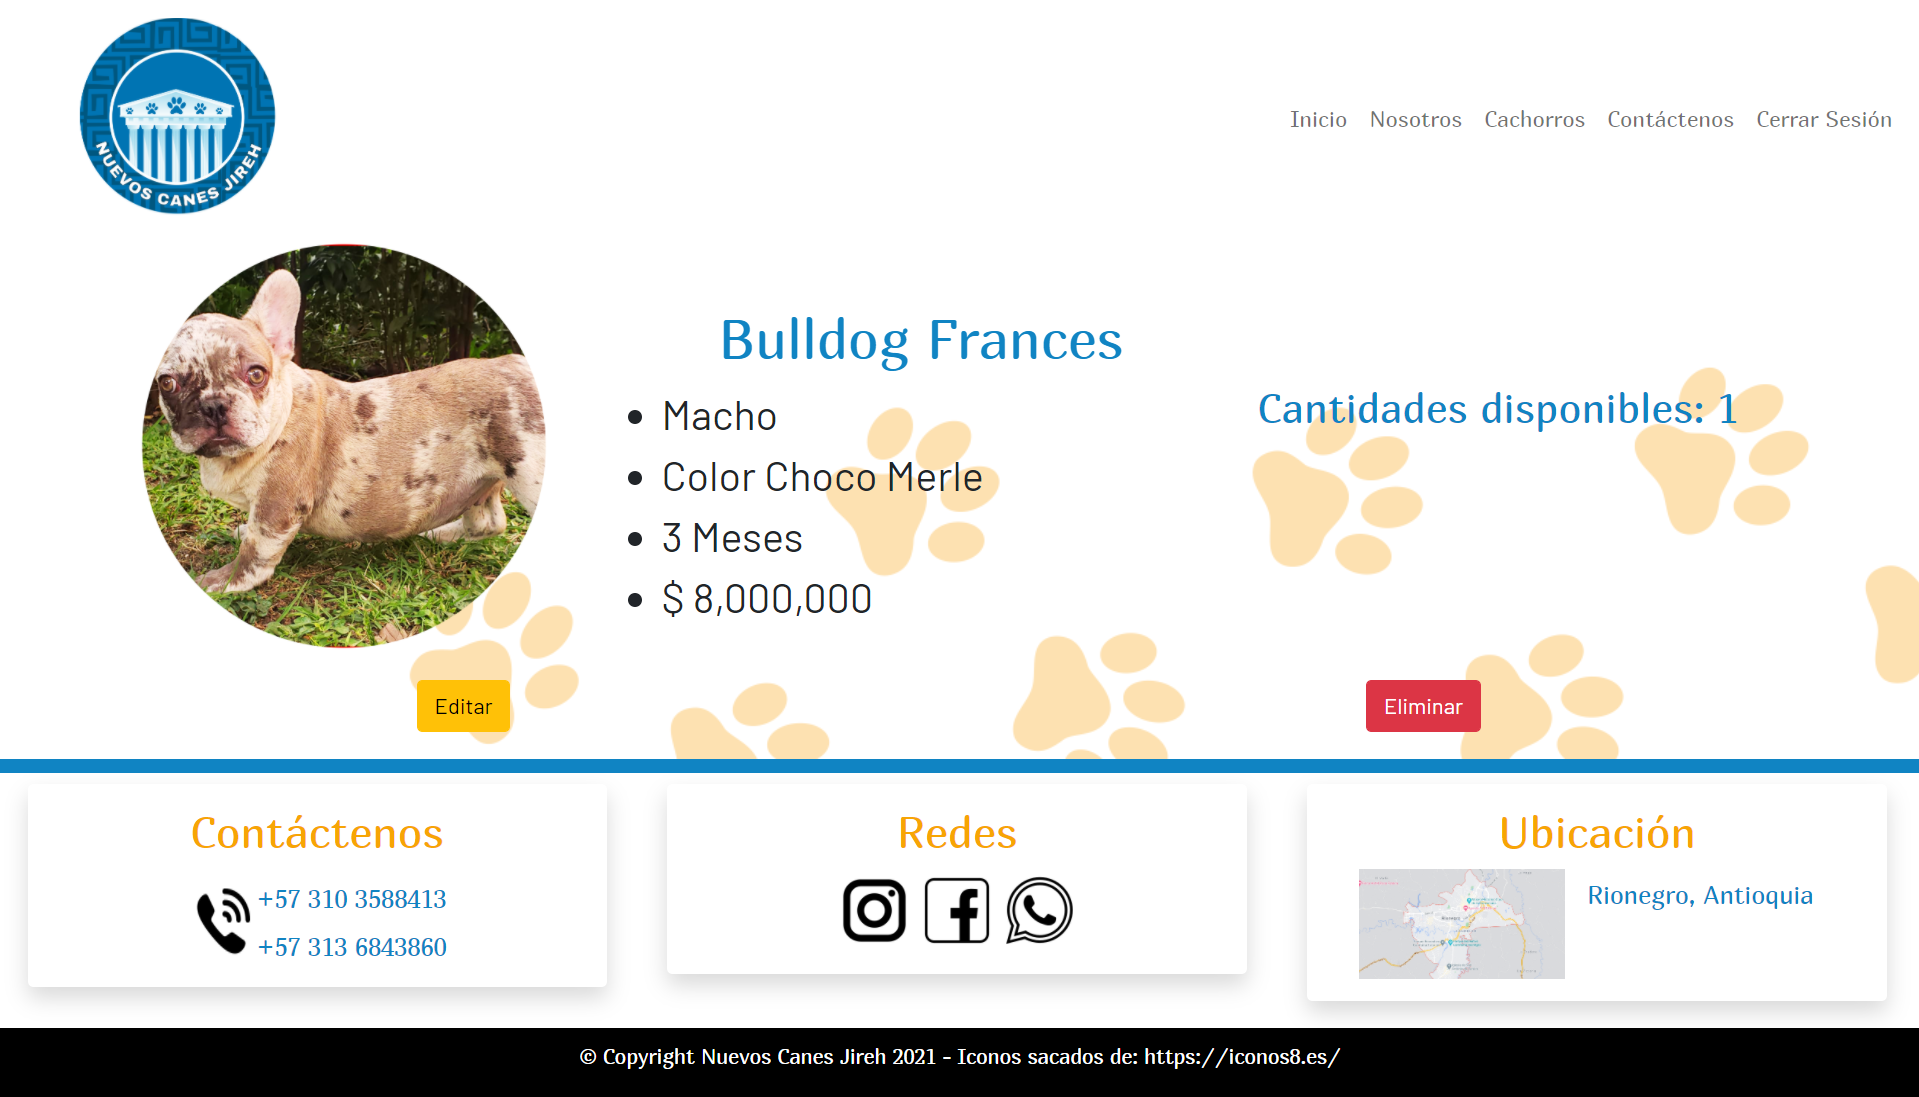 NUEVOS CANES JIREH
Inicio Nosotros Cachorros Contáctenos Cerrar Sesión
Bulldog Frances
Macho
Color Choco Merle
3 Meses
$ 8,000,000
Cantidades disponibles: 1
Editar
Eliminar
Contáctenos
+57 310 3588413
+57 313 6843860
Redes
Ubicación
Rionegro, Antioquia
© Copyright Nuevos Canes Jireh 2021 - Iconos sacados de: https://iconos8.es/